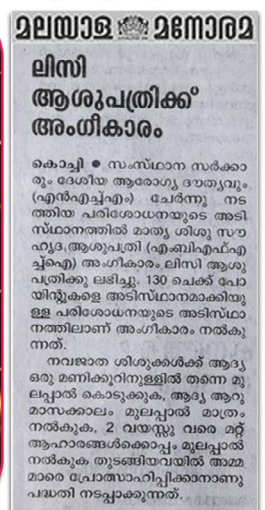 മലയാള മനോരമ
ലിസി
ആശുപത്രിക്ക്
അംഗീകാരം
കൊച്ചി ● സംസ്ഥാന സർക്കാ
രും ദേശീയ ആരോഗ്യ ദൗത്യവും
(എൻഎച്ച്എം) ചേർന്നു നട
ത്തിയ പരിശോധനയുടെ അടി
സ്ഥാനത്തിൽ മാതൃ ശിശു സൗ
ഹൃദ ആശുപത്രി (എംബിഎഫ്എ
ച്ച്ഐ) അംഗീകാരം ലിസി ആശു
പത്രിക്കു ലഭിച്ചു. 130 ചെക്ക് പോ
യിന്റുകളെ അടിസ്ഥാനമാക്കിയു
ള്ള പരിശോധനയുടെ അടിസ്ഥാ
നത്തിലാണ് അംഗീകാരം നൽകു
ന്നത്.
നവജാത ശിശുക്കൾക്ക് ആദ്യ
ഒരു മണിക്കൂറിനുള്ളിൽ തന്നെ മു
ലപ്പാൽ കൊടുക്കുക, ആദ്യ ആറു
മാസക്കാലം മുലപ്പാൽ മാത്രം
നൽകുക, 2 വയസ്സു വരെ മറ്റ്
ആഹാരങ്ങൾക്കൊപ്പം മുലപ്പാൽ
നൽകുക തുടങ്ങിയവയിൽ അമ്മ
മാരെ പ്രോത്സാഹിപ്പിക്കാനാണു
പദ്ധതി നടപ്പാക്കുന്നത്.